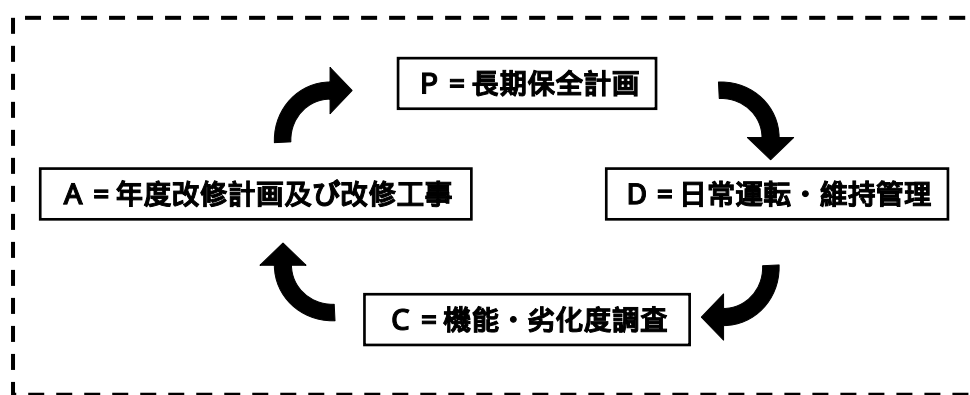 P = 長期保全計画
A = 年度改修計画及び改修工事
D = 日常運転・維持管理
C = 機能・劣化度調査